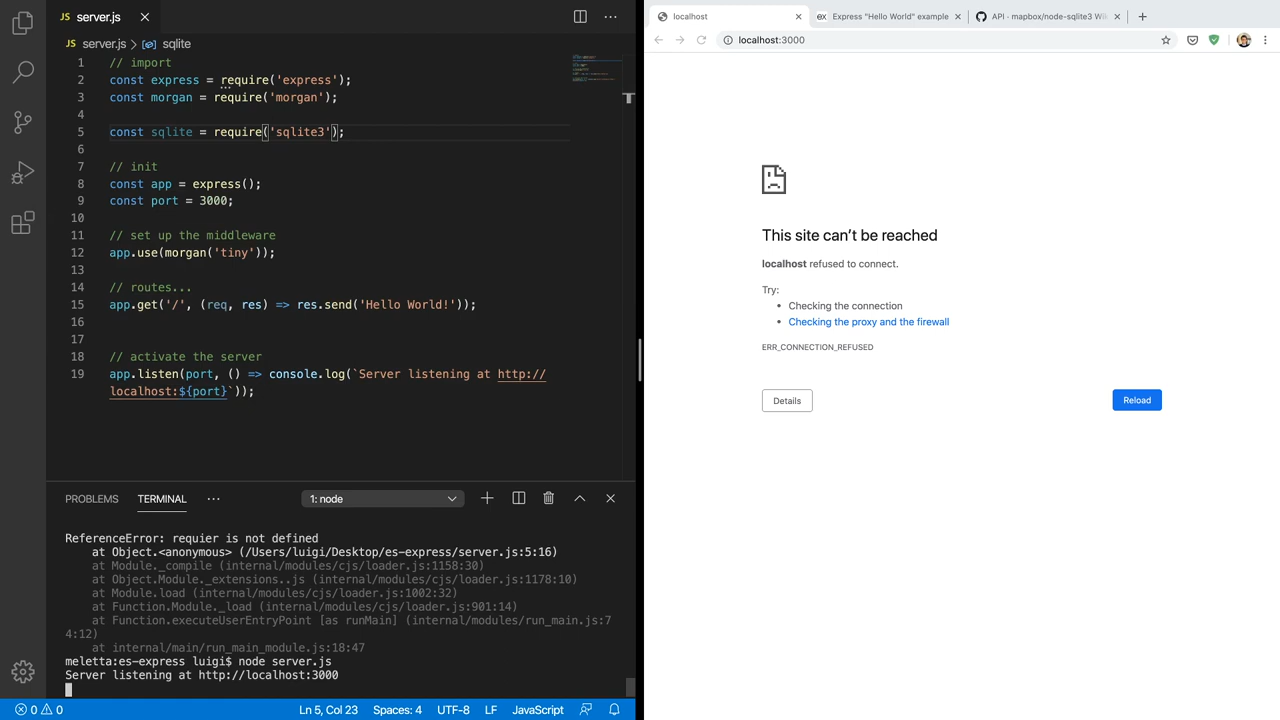 JS server.js
JS server.js > sqlite
1 // import
2 const express = require('express');
3 const morgan = require('morgan');
4
5 const sqlite = require('sqlite3');
6
7 // init
8 const app = express();
9 const port = 3000;
10
11 // set up the middleware
12 app.use(morgan('tiny'));
13
14 // routes...
15 app.get('/', (req, res) => res.send('Hello World!'));
16
17
18 // activate the server
19 app.listen(port, () => console.log(`Server listening at http://
localhost:${port}`));
PROBLEMS TERMINAL ··· 1: node
ReferenceError: requier is not defined
at Object.<anonymous> (/Users/luigi/Desktop/es-express/server.js:5:16)
at Module._compile (internal/modules/cjs/loader.js:1158:30)
at Object.Module._extensions..js (internal/modules/cjs/loader.js:1178:10)
at Module.load (internal/modules/cjs/loader.js:1002:32)
at Function.Module._load (internal/modules/cjs/loader.js:901:14)
at Function.executeUserEntryPoint [as runMain] (internal/modules/run_main.js:7
4:12)
at internal/main/run_main_module.js:18:47
meletta:es-express luigi$ node server.js
Server listening at http://localhost:3000
0 0 Ln 5, Col 23 Spaces: 4 UTF-8 LF JavaScript
localhost ex Express "Hello World" example API · mapbox/node-sqlite3 Wi
localhost:3000
This site can't be reached
localhost refused to connect.
Try:
• Checking the connection
• Checking the proxy and the firewall
ERR_CONNECTION_REFUSED
Details Reload